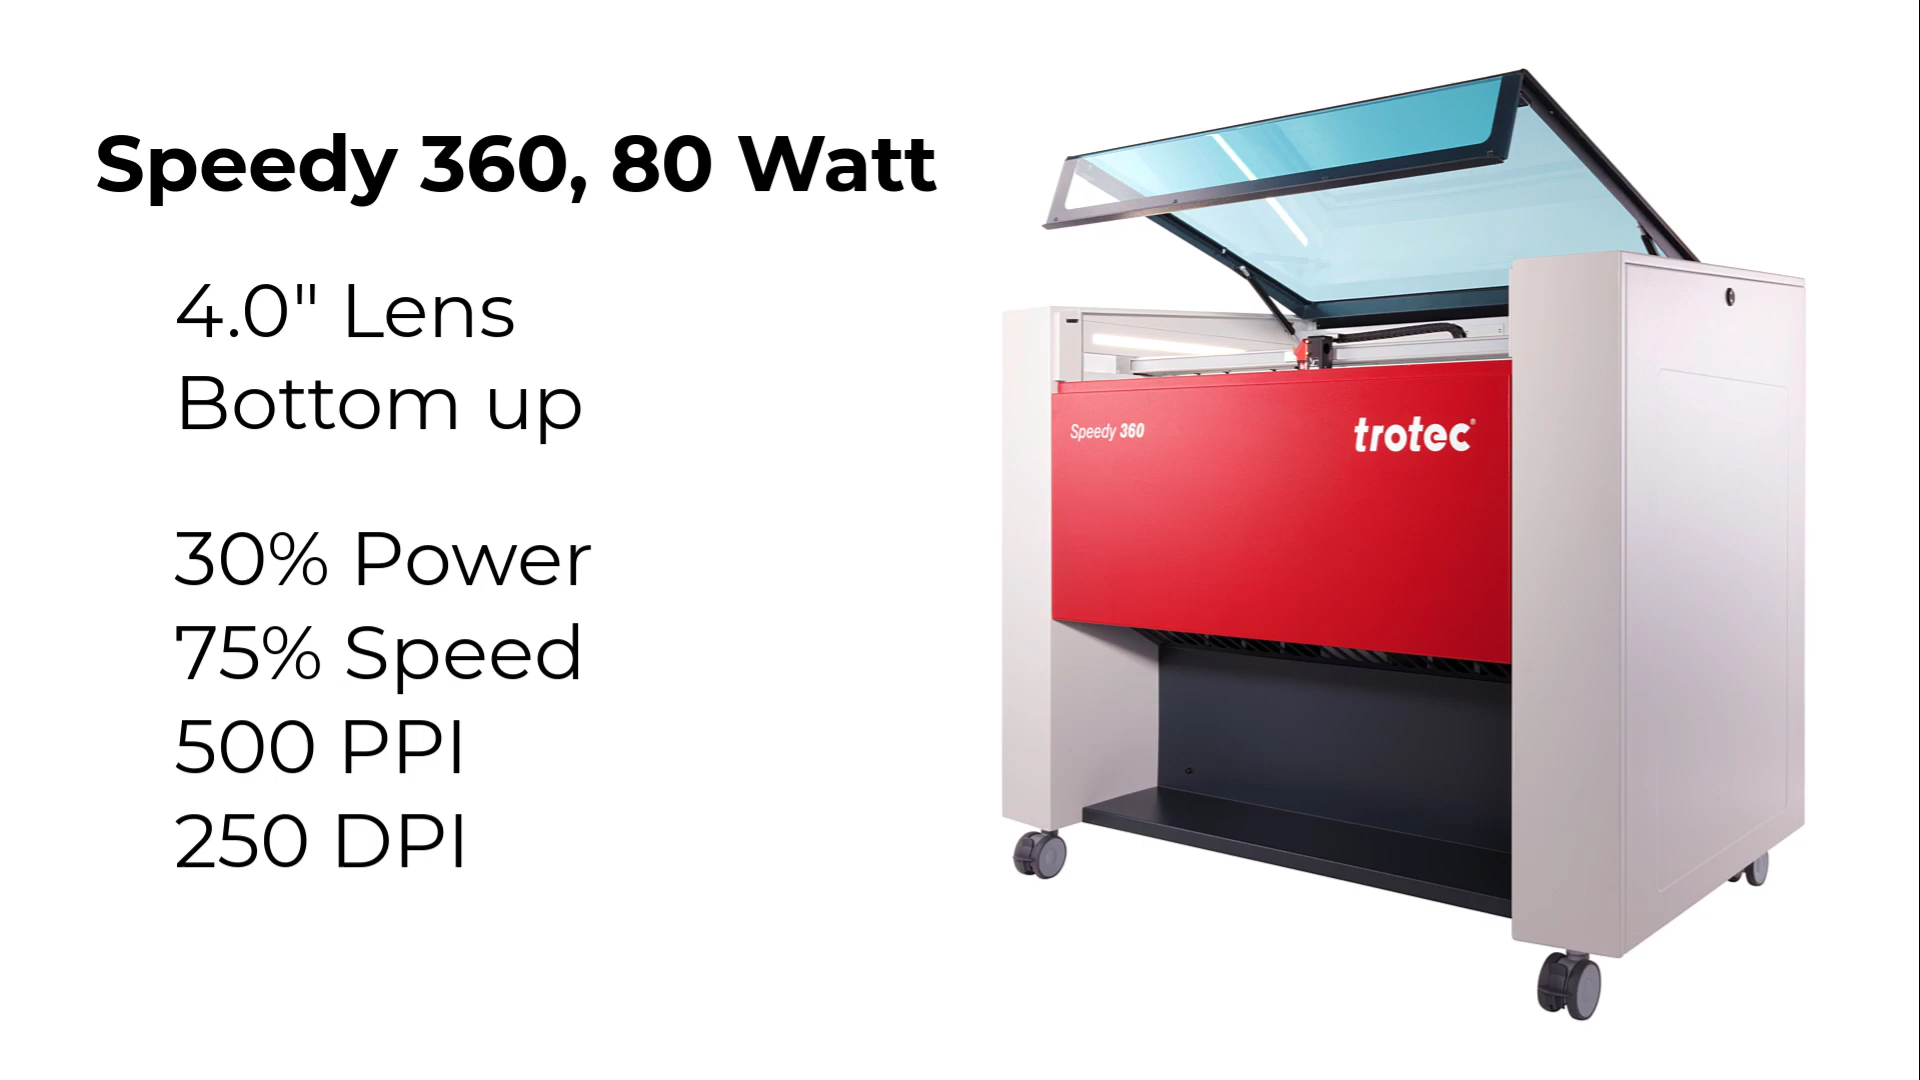 Speedy 360, 80 Watt
4.0" Lens
Bottom up
30% Power
75% Speed
500 PPI
250 DPI
Speedy 360
trotec®